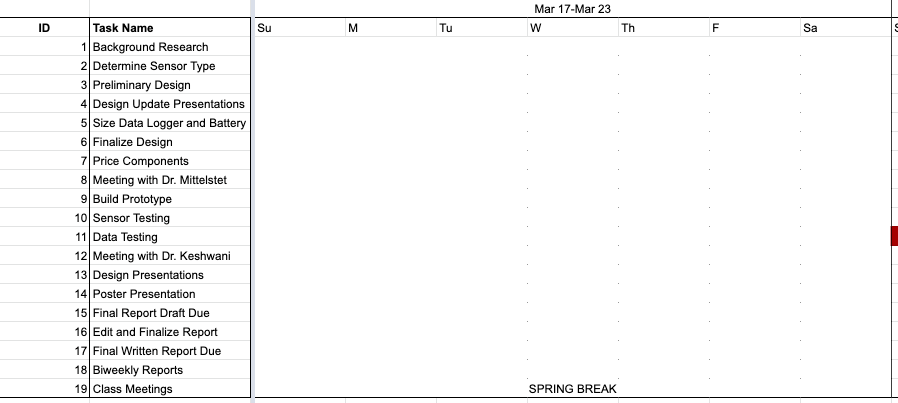 Mar 17-Mar 23
ID Task Name Su M Tu W Th F Sa
1 Background Research
2 Determine Sensor Type
3 Preliminary Design
4 Design Update Presentations
5 Size Data Logger and Battery
6 Finalize Design
7 Price Components
8 Meeting with Dr. Mittelstet
9 Build Prototype
10 Sensor Testing
11 Data Testing
12 Meeting with Dr. Keshwani
13 Design Presentations
14 Poster Presentation
15 Final Report Draft Due
16 Edit and Finalize Report
17 Final Written Report Due
18 Biweekly Reports
19 Class Meetings SPRING BREAK